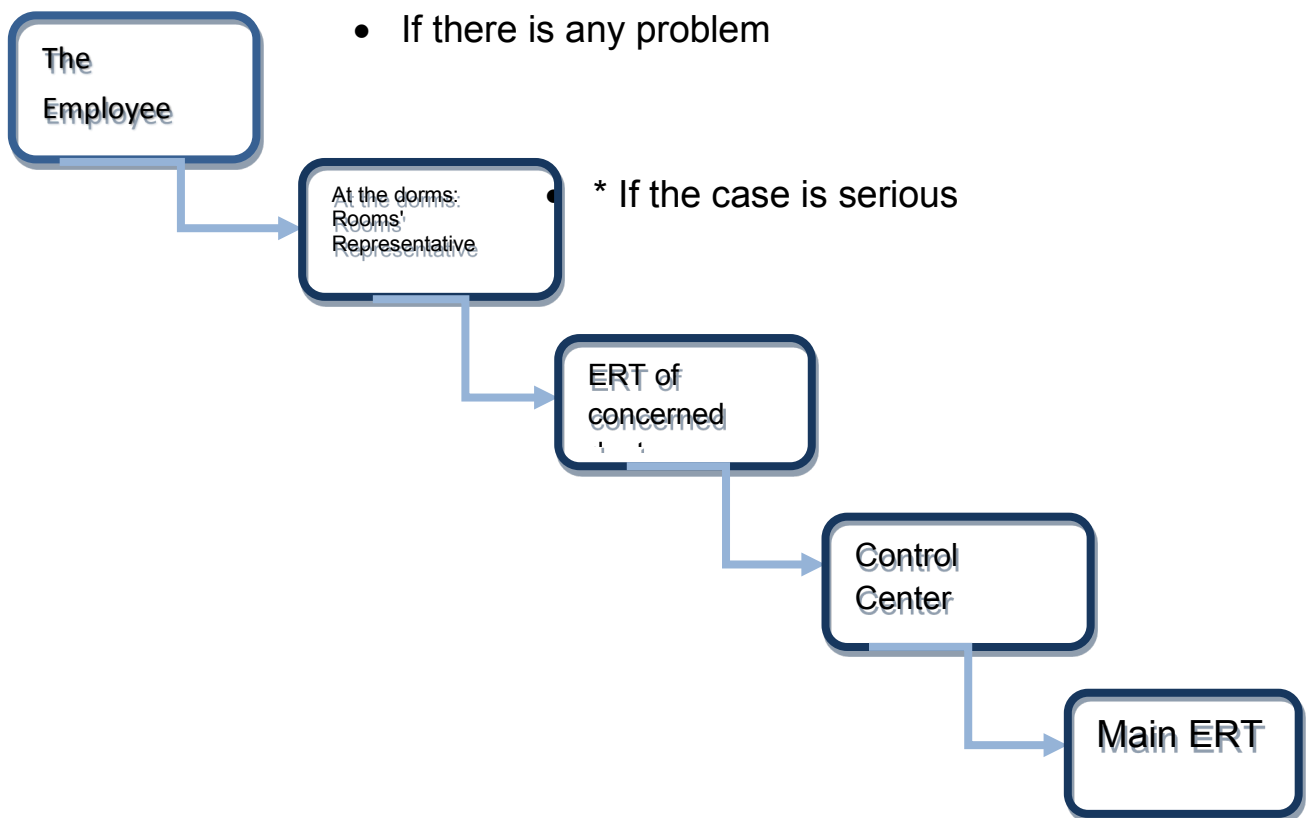 • If there is any problem
The
Employee
• * If the case is serious
At the dorms:
Rooms'
Representative
ERT of
concerned
Control
Center
Main ERT